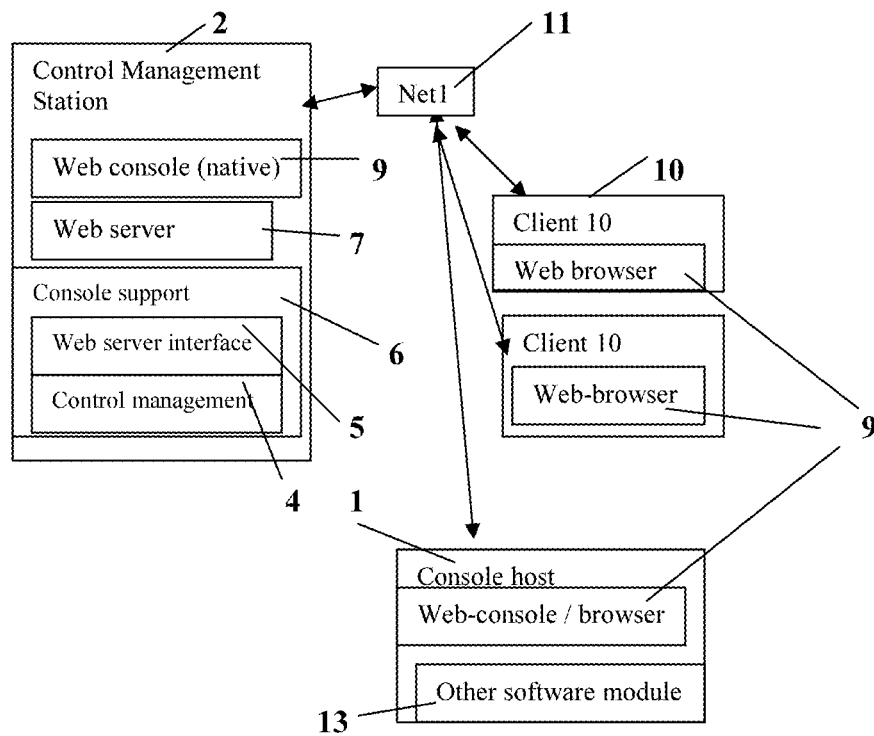 2
11
Control Management
Station
Net1
Web console (native)
9
10
Web server
7
Client 10
Web browser
Console support
6
Web server interface
Client 10
Web-browser
Control management
5
9
4
1
Console host
Web-console / browser
Other software module
13